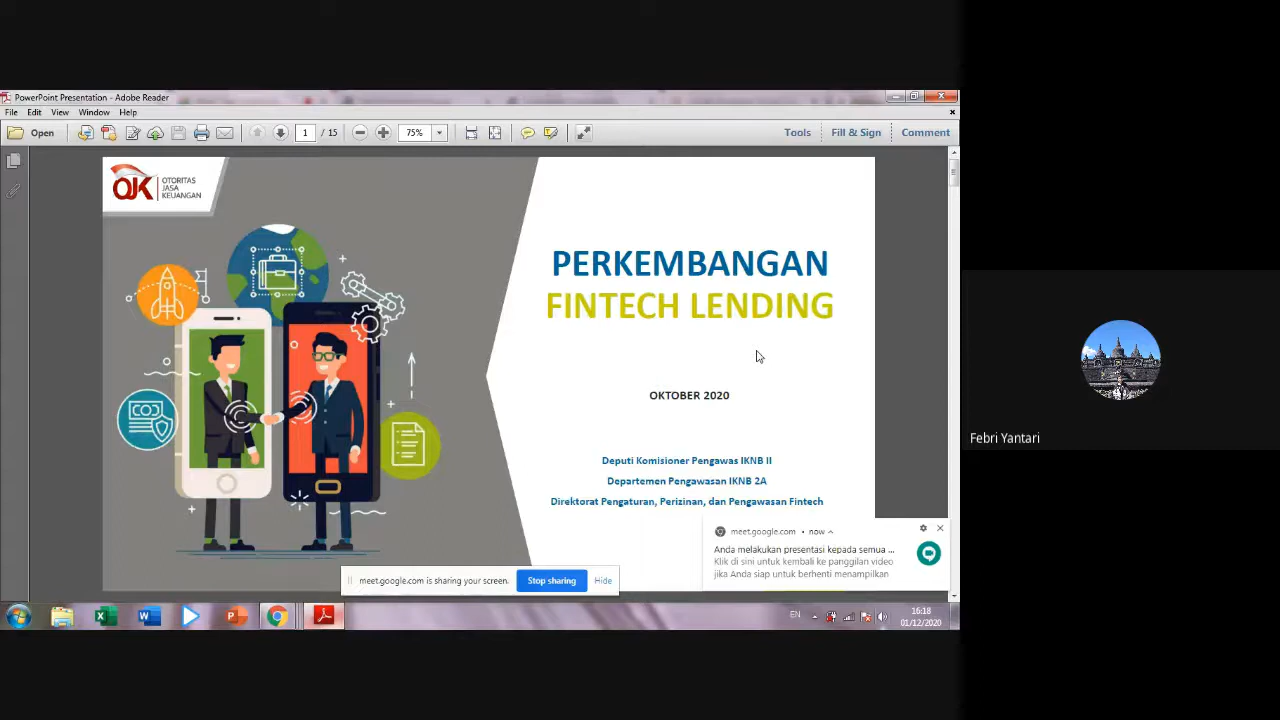 PowerPoint Presentation - Adobe Reader
File Edit View Window Help
Open 1 / 15 75% Tools Fill & Sign Comment
OJK
OTORITAS
JASA
KEUANGAN
PERKEMBANGAN
FINTECH LENDING
OKTOBER 2020
Deputi Komisioner Pengawas IKNB II
Departemen Pengawasan IKNB 2A
Direktorat Pengaturan, Perizinan, dan Pengawasan Fintech
meet.google.com • now
Anda melakukan presentasi kepada semua ...
Klik di sini untuk kembali ke panggilan video
jika Anda siap untuk berhenti menampilkan
meet.google.com is sharing your screen. Stop sharing Hide
EN
16:18
01/12/2020
Febri Yantari